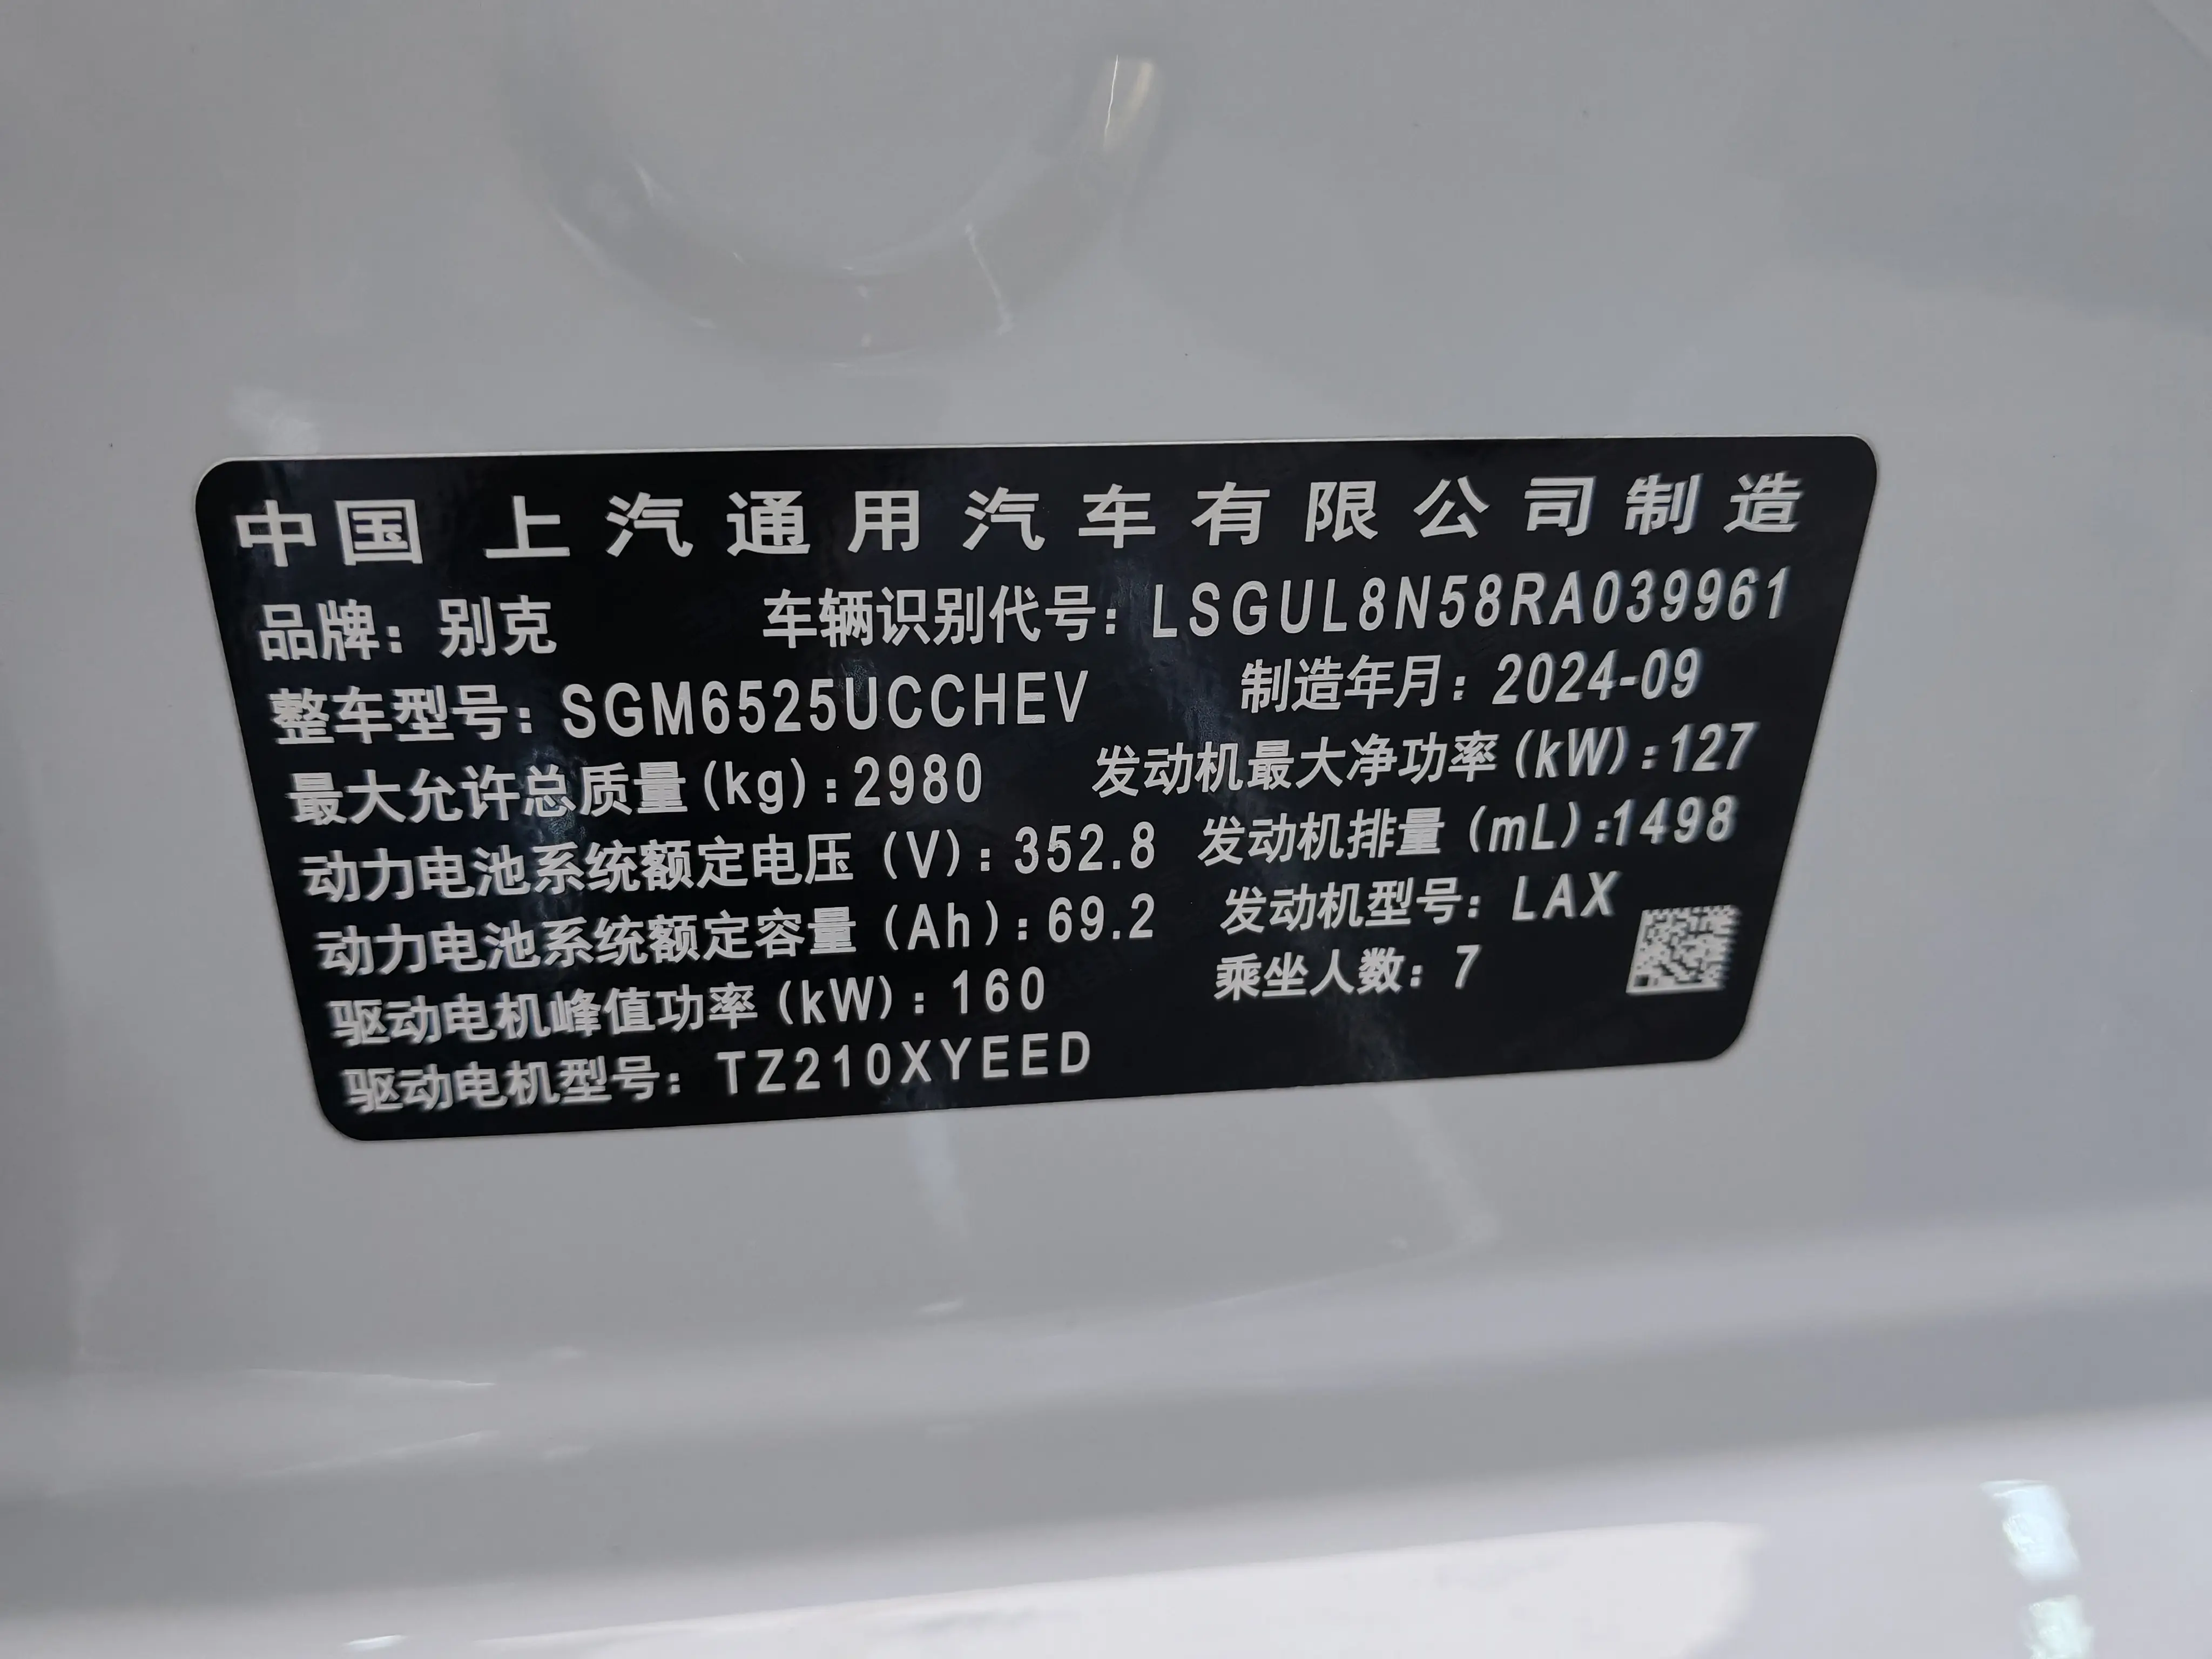 中国 上汽通用汽车有限公司制造
品牌：别克 车辆识别代号：LSGUL8N58RA039961
整车型号：SGM6525UCCHEV 制造年月：2024-09
最大允许总质量(kg):2980 发动机最大净功率(kW):127
动力电池系统额定电压(V):352.8 发动机排量(mL):1498
动力电池系统额定容量(Ah):69.2 发动机型号：LAX
驱动电机峰值功率(kW):160 乘坐人数：7
驱动电机型号：TZ210XYEED